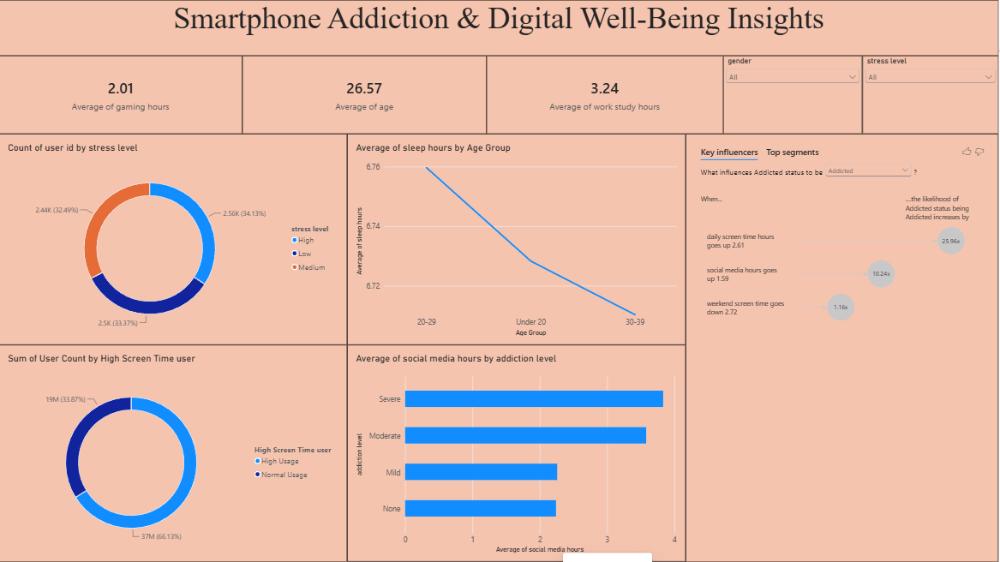 Smartphone Addiction & Digital Well-Being Insights
2.01
Average of gaming hours
26.57
Average of age
3.24
Average of work study hours
gender
All
stress level
All
Count of user id by stress level
2.44K (32.49%)
2.56K (34.13%)
2.5K (33.37%)
stress level
High
Low
Medium
Average of sleep hours by Age Group
Average of sleep hours
6.76
6.74
6.72
20-29
Under 20
30-39
Age Group
Key influencers
Top segments
What influences Addicted status to be
Addicted
?
When...
...the likelihood of
Addicted status being
Addicted increases by
daily screen time hours
goes up 2.61
25.96x
social media hours goes
up 1.59
10.24x
weekend screen time goes
down 2.72
1.16x
Sum of User Count by High Screen Time user
19M (33.87%)
37M (66.13%)
High Screen Time user
High Usage
Normal Usage
Average of social media hours by addiction level
addiction level
Severe
Moderate
Mild
None
0
1
2
3
4
Average of social media hours